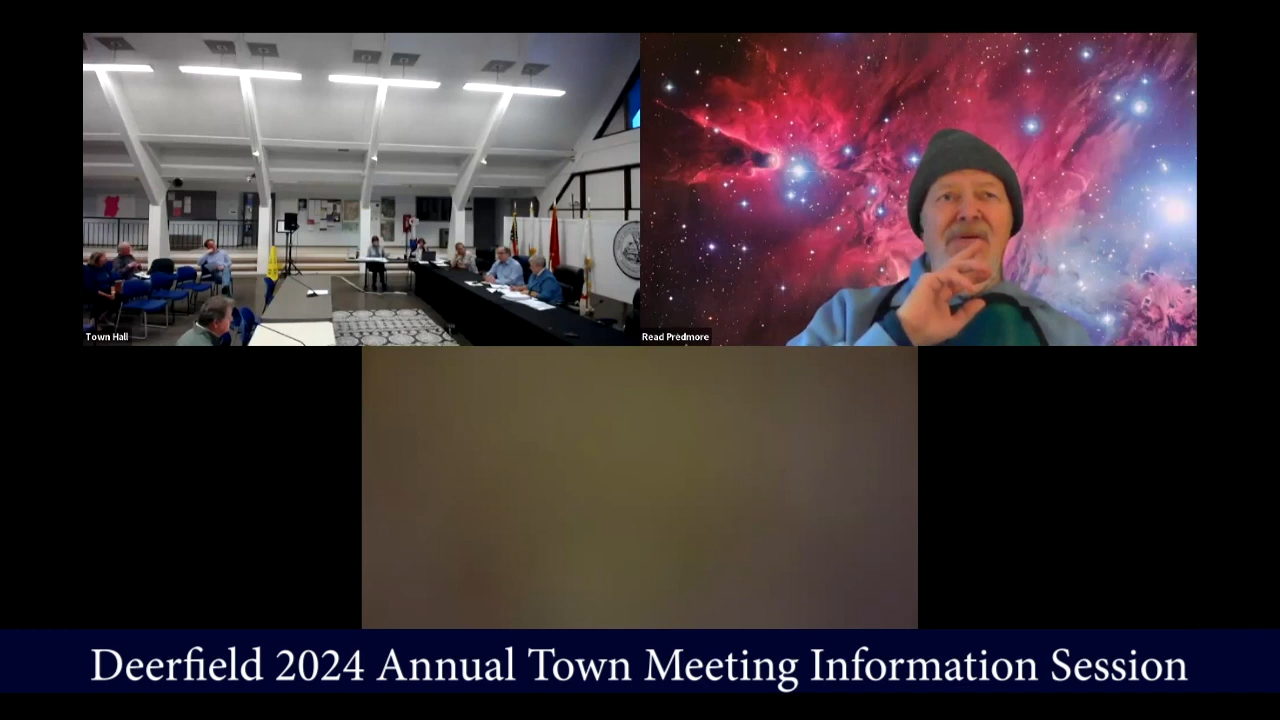 Town Hall
Read Predmore
Deerfield 2024 Annual Town Meeting Information Session